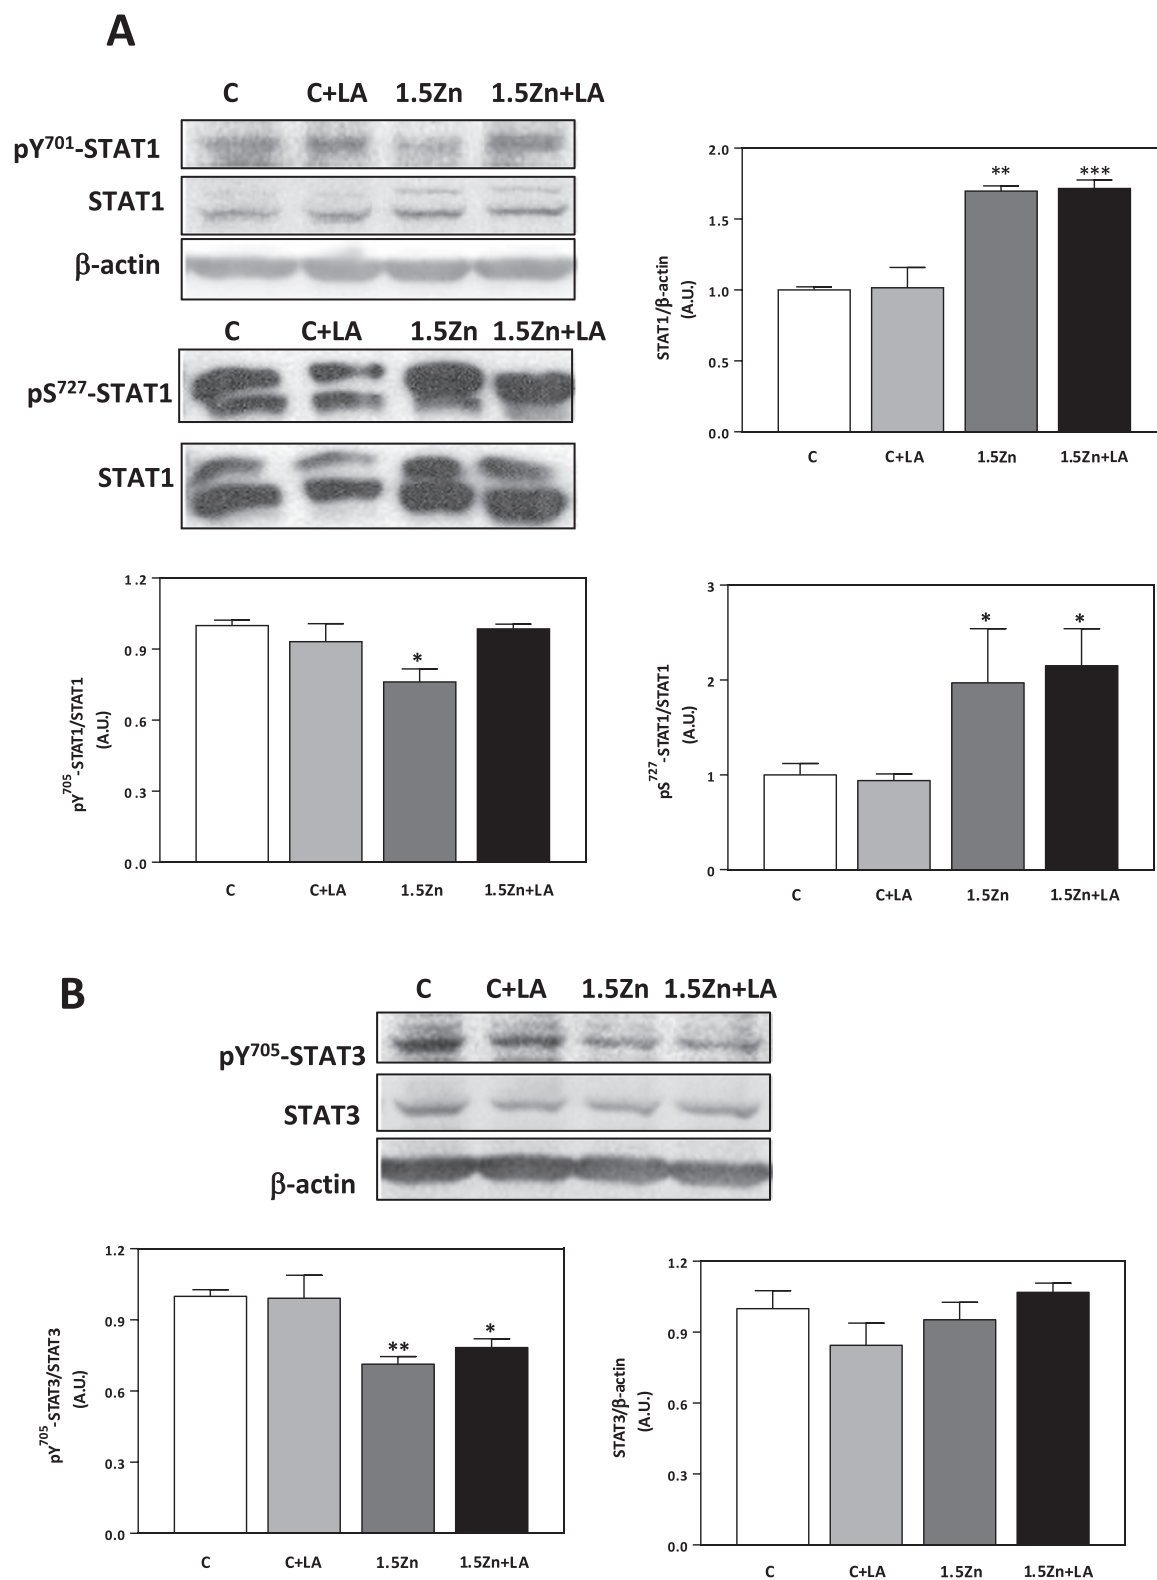 A
C C+LA 1.5Zn 1.5Zn+LA
pY701-STAT1
STAT1
β-actin
C C+LA 1.5Zn 1.5Zn+LA
pS727-STAT1
STAT1
2.0
1.5
1.0
0.5
0.0
STAT1/β-actin
(A.U.)
** ***
C C+LA 1.5Zn 1.5Zn+LA
1.2
0.9
0.6
0.3
0.0
pY705-STAT1/STAT1
(A.U.)
*
C C+LA 1.5Zn 1.5Zn+LA
3
2
1
0
pS727-STAT1/STAT1
(A.U.)
* *
C C+LA 1.5Zn 1.5Zn+LA
B
C C+LA 1.5Zn 1.5Zn+LA
pY705-STAT3
STAT3
β-actin
1.2
0.9
0.6
0.3
0.0
pY705-STAT3/STAT3
(A.U.)
** *
C C+LA 1.5Zn 1.5Zn+LA
1.2
0.9
0.6
0.3
0.0
STAT3/β-actin
(A.U.)
C C+LA 1.5Zn 1.5Zn+LA